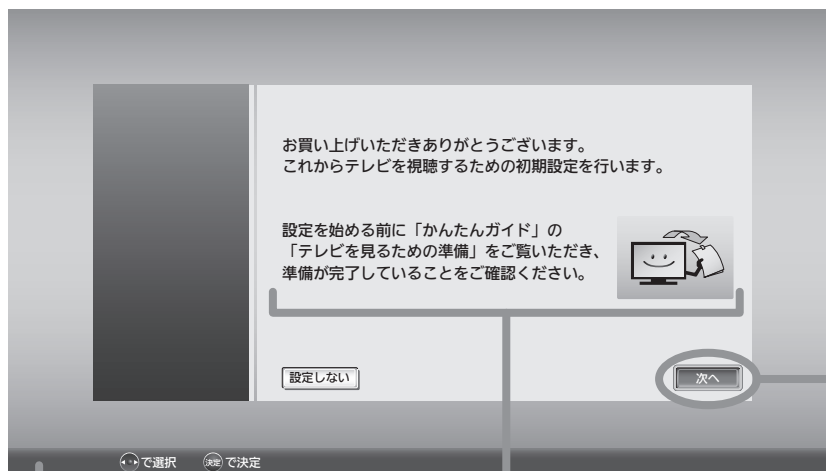 お買い上げいただきありがとうございます。
これからテレビを視聴するための初期設定を行います。
設定を始める前に「かんたんガイド」の
「テレビを見るための準備」をご覧いただき、
準備が完了していることをご確認ください。
設定しない
次へ
で選択 決定 で決定